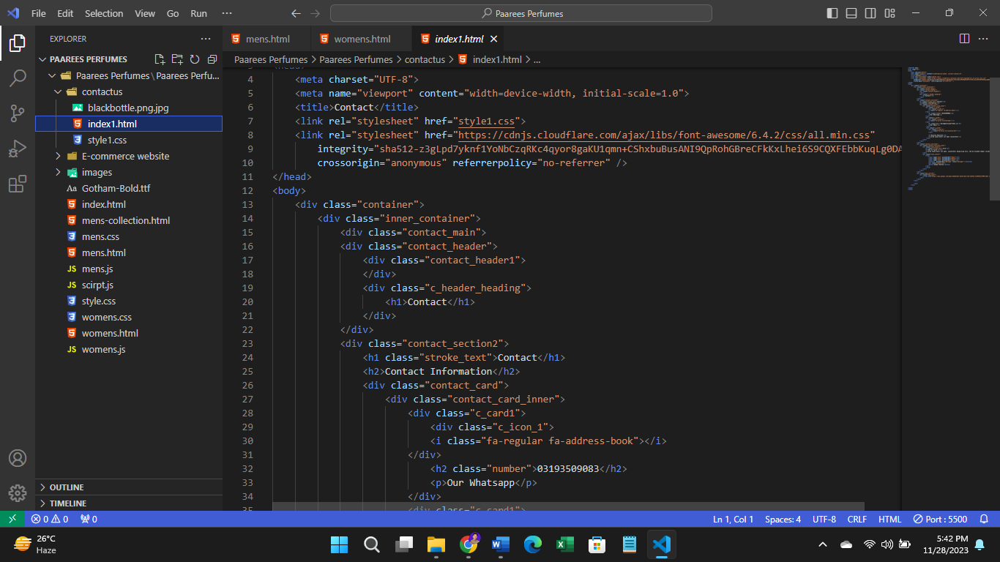 File Edit Selection View Go Run ···
Paarees Perfumes
EXPLORER ···
mens.html
womens.html
index1.html
PAAREES PERFUMES
Paarees Perfumes > Paarees Perfumes > contactus > index1.html > ...
Paarees Perfumes \ Paarees Perfu...
contactus
blackbottle.png.jpg
index1.html
style1.css
E-commerce website
images
Gotham-Bold.ttf
index.html
mens-collection.html
mens.css
mens.html
JS mens.js
JS scirpt.js
style.css
womens.css
womens.html
JS womens.js
OUTLINE
TIMELINE
4 <meta charset="UTF-8">
5 <meta name="viewport" content="width=device-width, initial-scale=1.0">
6 <title>Contact</title>
7 <link rel="stylesheet" href="style1.css">
8 <link rel="stylesheet" href="https://cdnjs.cloudflare.com/ajax/libs/font-awesome/6.4.2/css/all.min.css"
9 integrity="sha512-z3gLpd7yknf1YoNbCzqRKc4qyor8gaKU1qmn+CShxbuBusANI9QpRohGBreCFkKxLhei6S9CQXFEbbKuqLg0DA
10 crossorigin="anonymous" referrerpolicy="no-referrer" />
11 </head>
12 <body>
13 <div class="container">
14 <div class="inner_container">
15 <div class="contact_main">
16 <div class="contact_header">
17 <div class="contact_header1">
18 </div>
19 <div class="c_header_heading">
20 <h1>Contact</h1>
21 </div>
22 </div>
23 <div class="contact_section2">
24 <h1 class="stroke_text">Contact</h1>
25 <h2>Contact Information</h2>
26 <div class="contact_card">
27 <div class="contact_card_inner">
28 <div class="c_card1">
29 <div class="c_icon_1">
30 <i class="fa-regular fa-address-book"></i>
31 </div>
32 <h2 class="number">03193509083</h2>
33 <p>Our Whatsapp</p>
34 </div>
35 <div class="c_card1">
0 0 0
Ln 1, Col 1 Spaces: 4 UTF-8 CRLF HTML Port : 5500
26°C
Haze
5:42 PM
11/28/2023